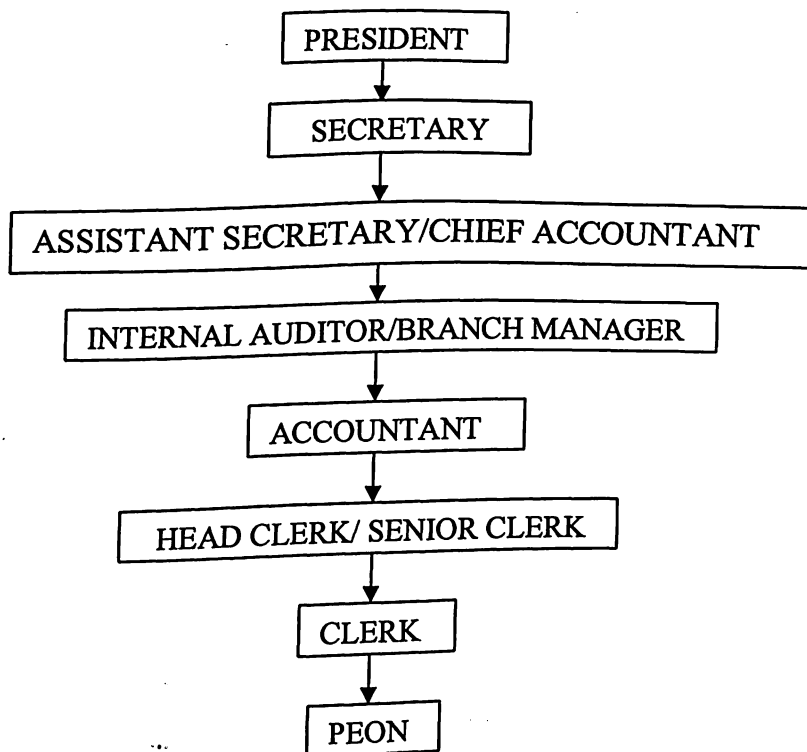 PRESIDENT
SECRETARY
ASSISTANT SECRETARY/CHIEF ACCOUNTANT
INTERNAL AUDITOR/BRANCH MANAGER
ACCOUNTANT
HEAD CLERK/ SENIOR CLERK
CLERK
PEON